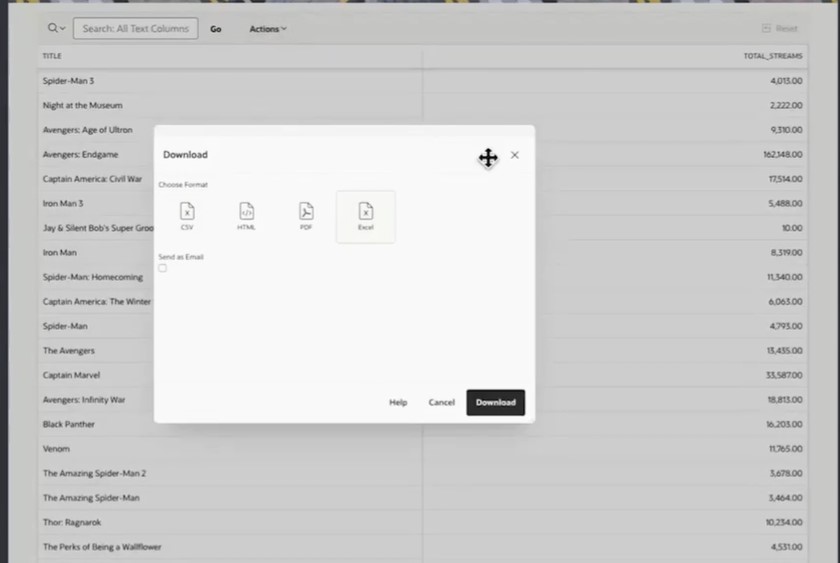 Search: All Text Columns Go Actions Reset
TITLE TOTAL_STREAMS
Spider-Man 3 4,013.00
Night at the Museum 2,222.00
Avengers: Age of Ultron 9,310.00
Avengers: Endgame 162,148.00
Captain America: Civil War 17,514.00
Iron Man 3 5,488.00
Jay & Silent Bob's Super Groo 10.00
Iron Man 8,319.00
Spider-Man: Homecoming 11,340.00
Captain America: The Winter 6,063.00
Spider-Man 4,793.00
The Avengers 13,435.00
Captain Marvel 33,587.00
Avengers: Infinity War 18,813.00
Black Panther 16,203.00
Venom 11,765.00
The Amazing Spider-Man 2 3,678.00
The Amazing Spider-Man 3,464.00
Thor: Ragnarok 10,234.00
The Perks of Being a Wallflower 4,531.00
Download
Choose Format
CSV HTML PDF Excel
Send as Email
Help Cancel Download